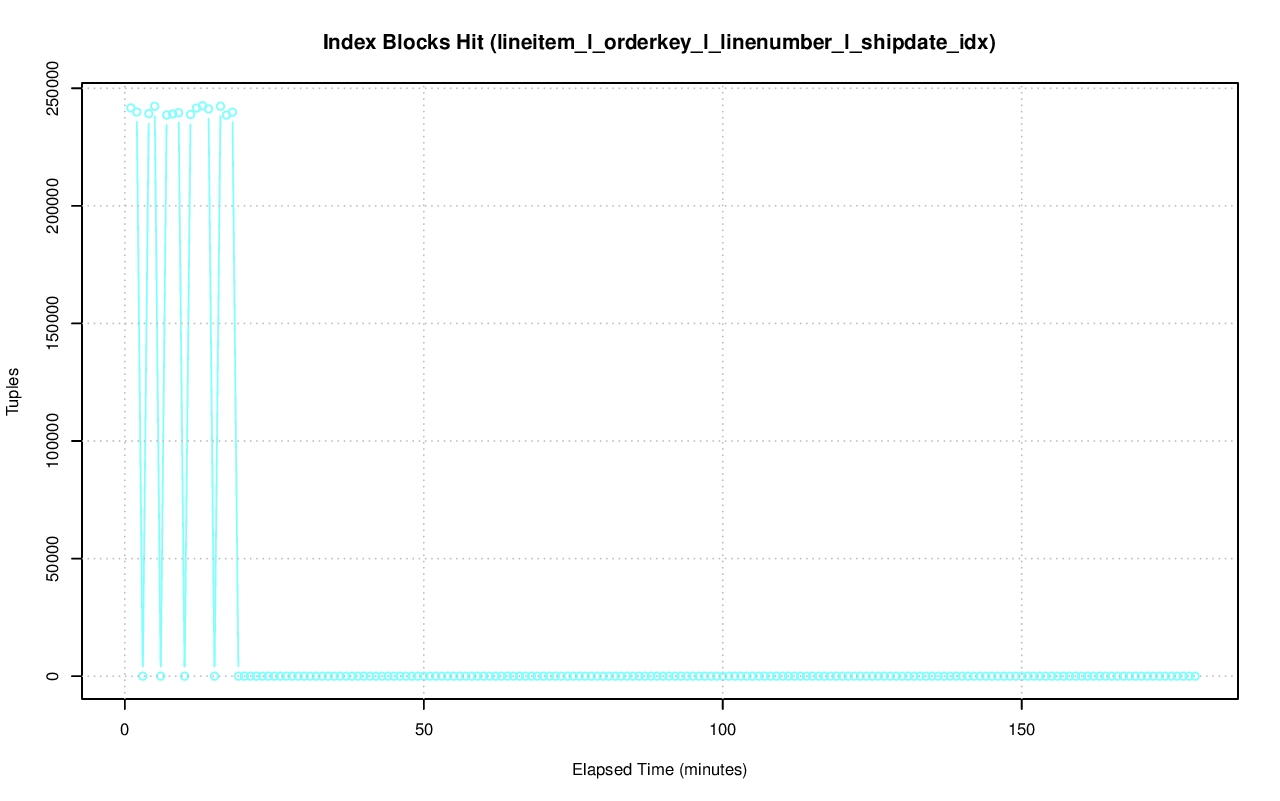 Index Blocks Hit (lineitem_l_orderkey_l_linenumber_l_shipdate_idx)
250000
200000
150000
100000
50000
0
Tuples
0 50 100 150
Elapsed Time (minutes)